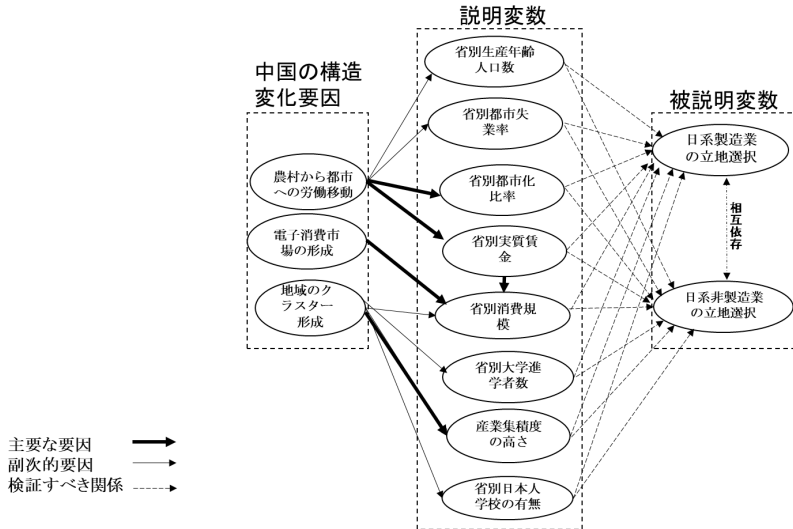 説明変数
中国の構造
変化要因
被説明変数
農村から都市
への労働移動
電子消費市
場の形成
地域のクラ
スター
形成
省別生産年齢
人口数
省別都市失
業率
省別都市化
比率
省別実質賃
金
省別消費規
模
省別大学進
学者数
産業集積度
の高さ
省別日本人
学校の有無
日系製造業
の立地選択
相互依存
日系非製造業
の立地選択
主要な要因
副次的要因
検証すべき関係